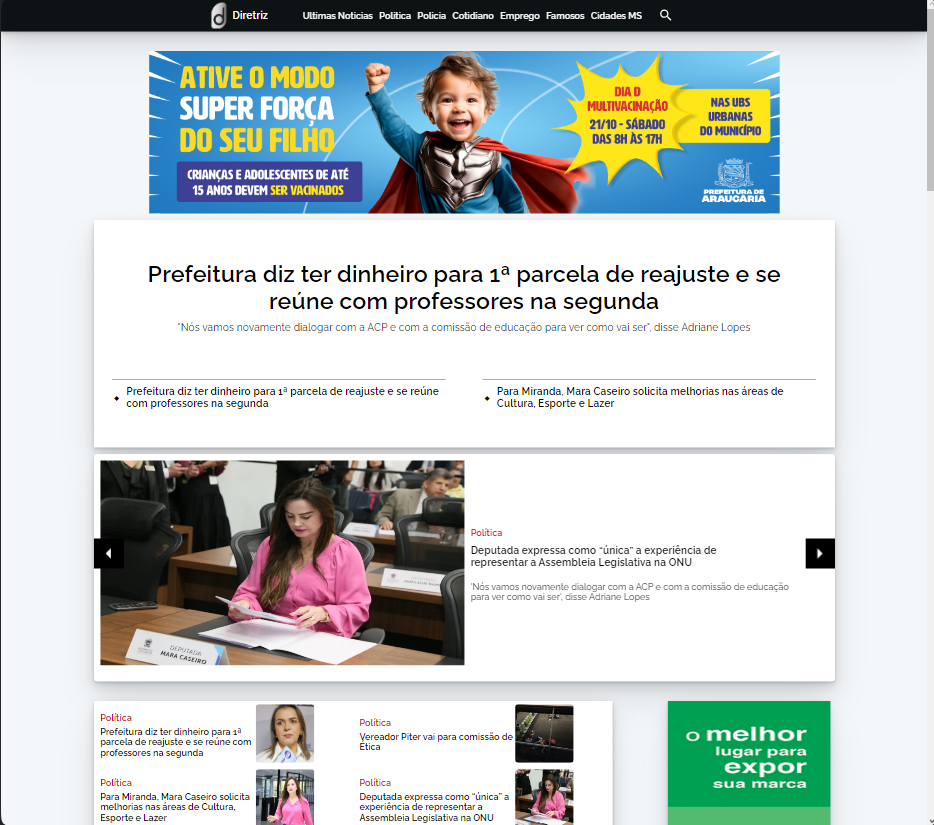 Diretriz
Ultimas Noticias Política Policia Cotidiano Emprego Famosos Cidades MS
ATIVE O MODO
SUPER FORÇA
DO SEU FILHO
CRIANÇAS E ADOLESCENTES DE ATÉ
15 ANOS DEVEM SER VACINADOS
DIA D
MULTIVACINAÇÃO
21/10 - SÁBADO
DAS 8H ÀS 17H
NAS UBS
URBANAS
DO MUNICÍPIO
PREFEITURA DE
ARAUCÁRIA
Prefeitura diz ter dinheiro para 1ª parcela de reajuste e se
reúne com professores na segunda
"Nós vamos novamente dialogar com a ACP e com a comissão de educação para ver como vai ser", disse Adriane Lopes
Prefeitura diz ter dinheiro para 1ª parcela de reajuste e se reúne
com professores na segunda
Para Miranda, Mara Caseiro solicita melhorias nas áreas de
Cultura, Esporte e Lazer
DEPUTADA
MARA CASEIRO
Política
Deputada expressa como “única” a experiência de
representar a Assembleia Legislativa na ONU
'Nós vamos novamente dialogar com a ACP e com a comissão de educação
para ver como vai ser', disse Adriane Lopes
Política
Prefeitura diz ter dinheiro para 1ª
parcela de reajuste e se reúne com
professores na segunda
Política
Vereador Piter vai para comissão de
Ética
Política
Para Miranda, Mara Caseiro solicita
melhorias nas áreas de Cultura,
Esporte e Lazer
Política
Deputada expressa como “única” a
experiência de representar a
Assembleia Legislativa na ONU
o melhor
lugar para
expor
sua marca